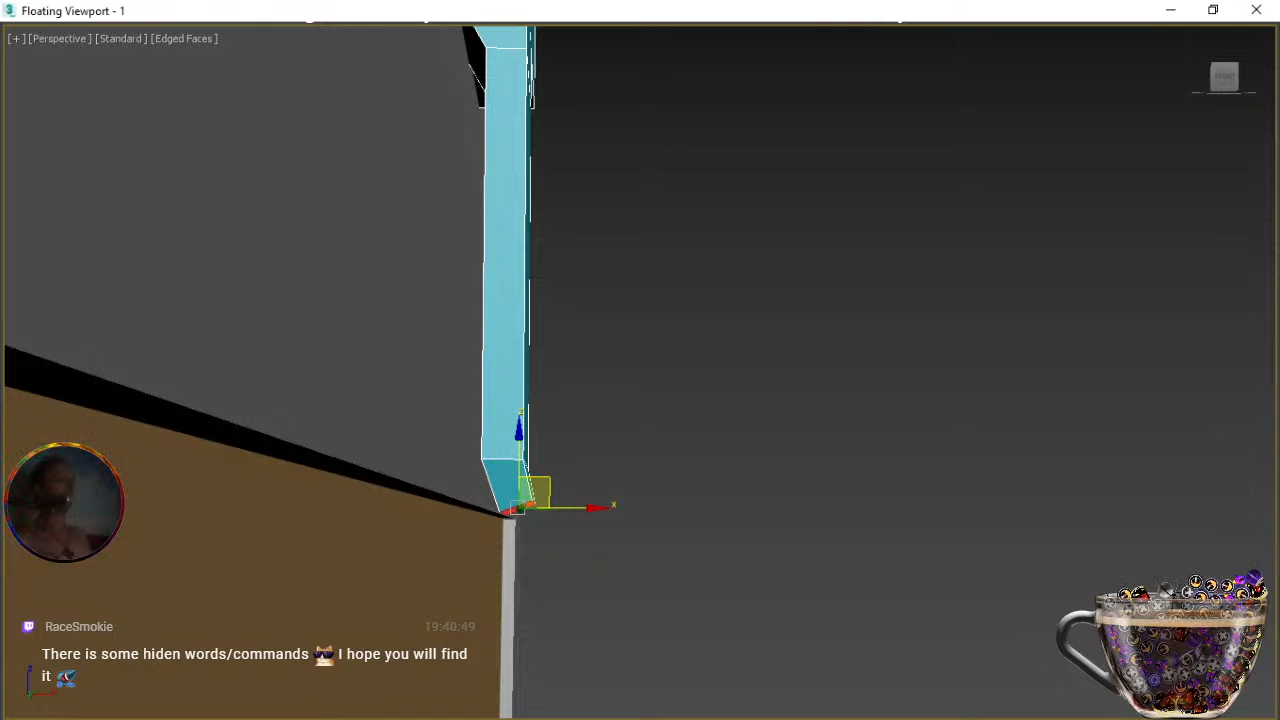 Floating Viewport - 1
[+] [Perspective] [Standard] [Edged Faces]
FRONT
z
x
RaceSmokie 19:40:49
There is some hiden words/commands I hope you will find
it
z